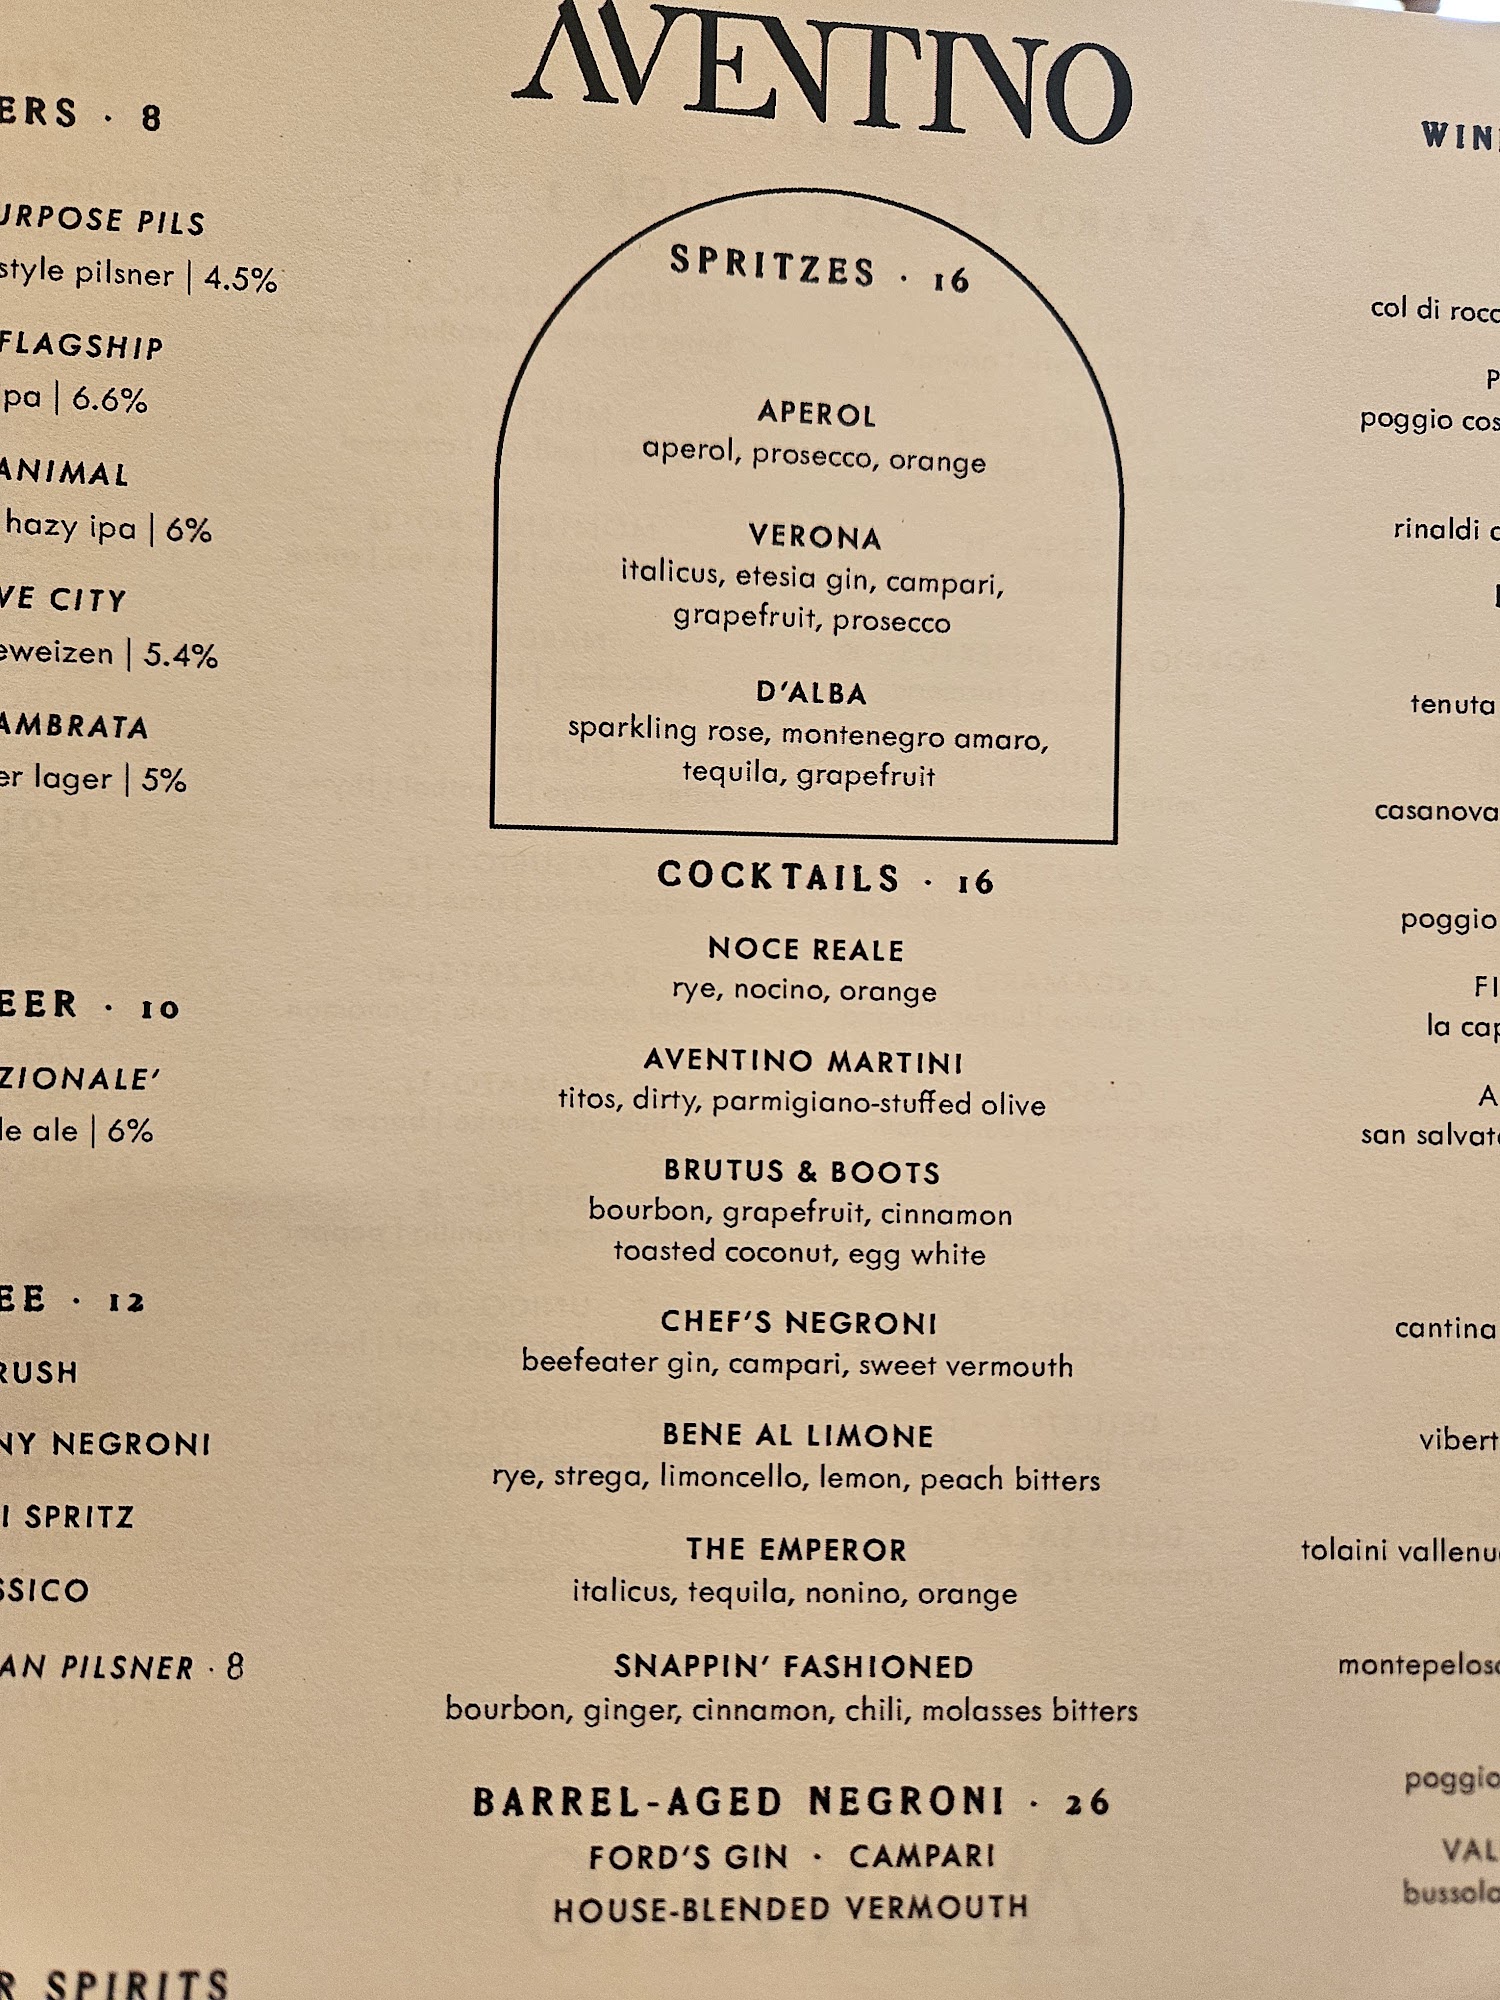 AVENTINO
ERS · 8
URPOSE PILS
style pilsner | 4.5%
FLAGSHIP
pa | 6.6%
ANIMAL
hazy ipa | 6%
VE CITY
eweizen | 5.4%
AMBRATA
er lager | 5%
EER · 10
ZIONALE'
le ale | 6%
EE · 12
RUSH
NY NEGRONI
I SPRITZ
SSICO
AN PILSNER · 8
R SPIRITS
SPRITZES · 16
APEROL
aperol, prosecco, orange
VERONA
italicus, etesia gin, campari,
grapefruit, prosecco
D'ALBA
sparkling rose, montenegro amaro,
tequila, grapefruit
COCKTAILS · 16
NOCE REALE
rye, nocino, orange
AVENTINO MARTINI
titos, dirty, parmigiano-stuffed olive
BRUTUS & BOOTS
bourbon, grapefruit, cinnamon
toasted coconut, egg white
CHEF'S NEGRONI
beefeater gin, campari, sweet vermouth
BENE AL LIMONE
rye, strega, limoncello, lemon, peach bitters
THE EMPEROR
italicus, tequila, nonino, orange
SNAPPIN' FASHIONED
bourbon, ginger, cinnamon, chili, molasses bitters
BARREL-AGED NEGRONI · 26
FORD'S GIN · CAMPARI
HOUSE-BLENDED VERMOUTH
WIN
col di rocc
P
poggio cos
rinaldi
tenuta
casanova
poggio
FI
la cap
A
san salvat
cantina
vibert
tolaini vallenu
montepelos
poggio
VAL
bussola